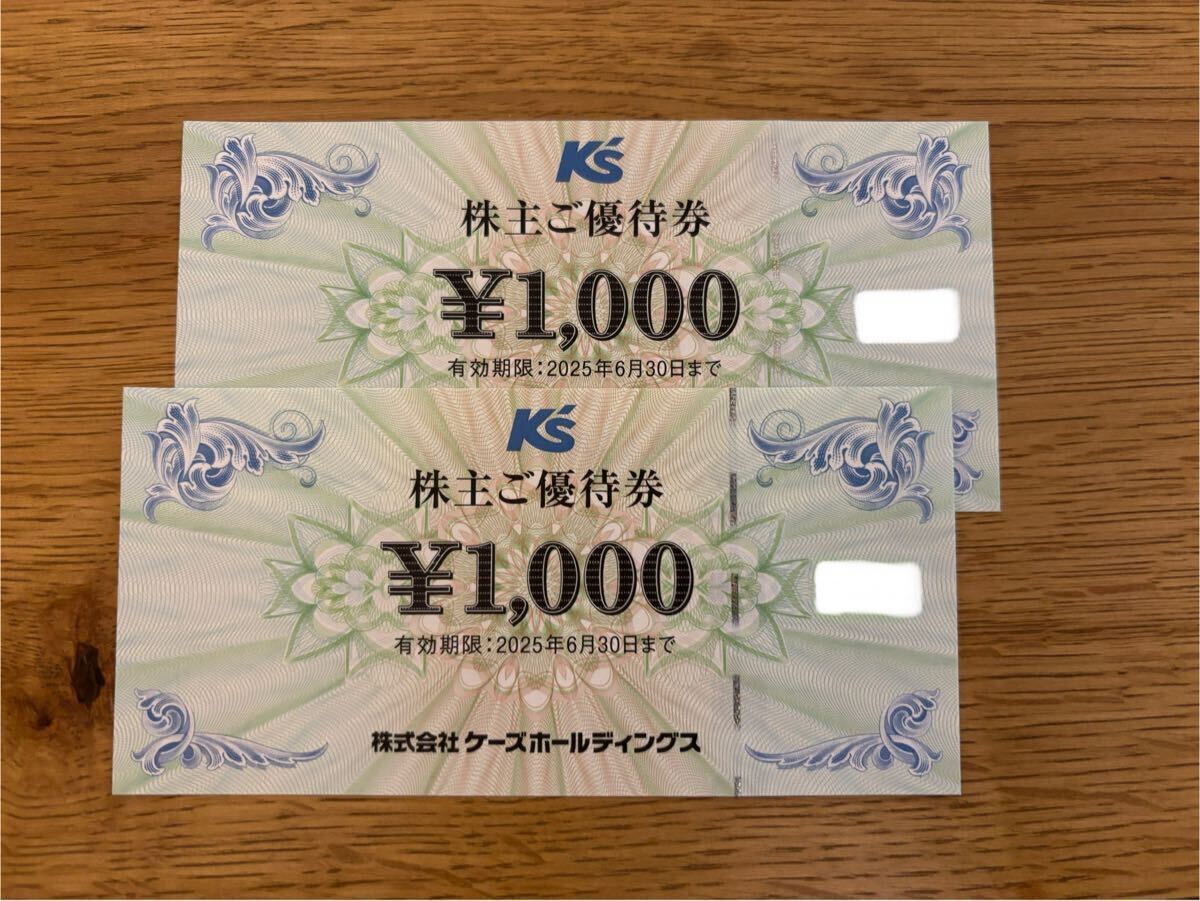 K's
株主ご優待券
¥1,000
有効期限：2025年6月30日まで
K's
株主ご優待券
¥1,000
有効期限：2025年6月30日まで
株式会社 ケーズホールディングス